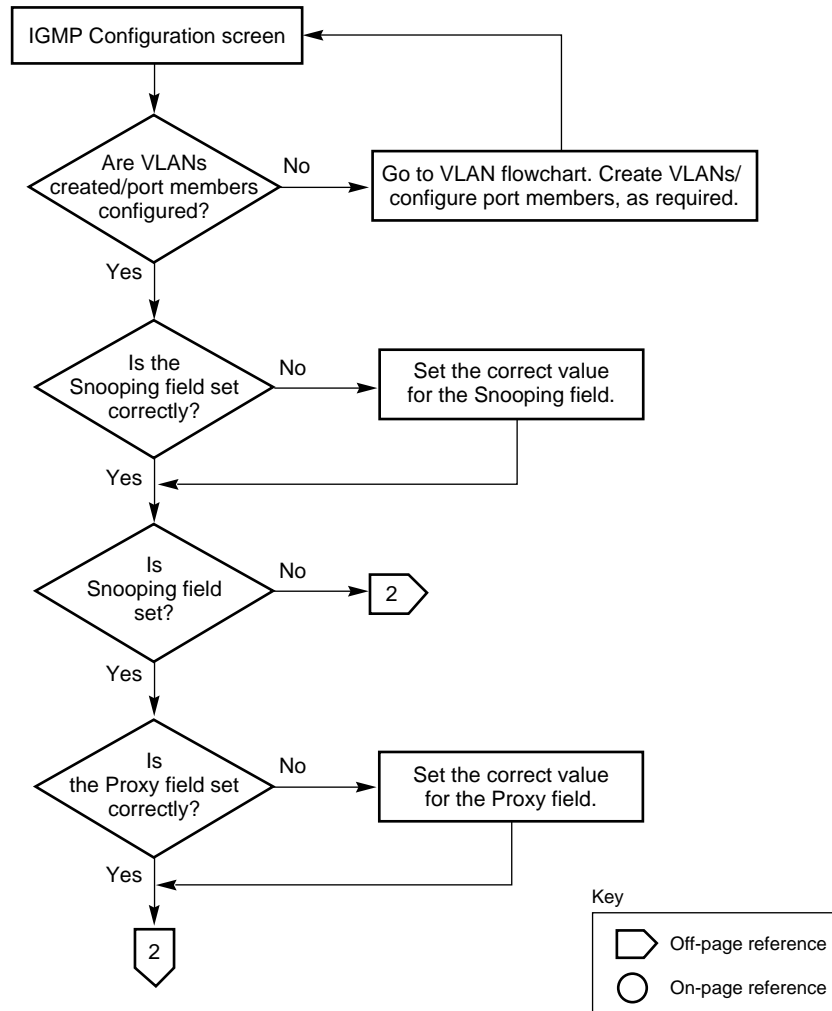 IGMP Configuration screen
Are VLANs
created/port members
configured?
No
Go to VLAN flowchart. Create VLANs/
configure port members, as required.
Yes
Is the
Snooping field set
correctly?
No
Set the correct value
for the Snooping field.
Yes
Is
Snooping field
set?
No
2
Yes
Is
the Proxy field set
correctly?
No
Set the correct value
for the Proxy field.
Yes
2
Key
Off-page reference
On-page reference